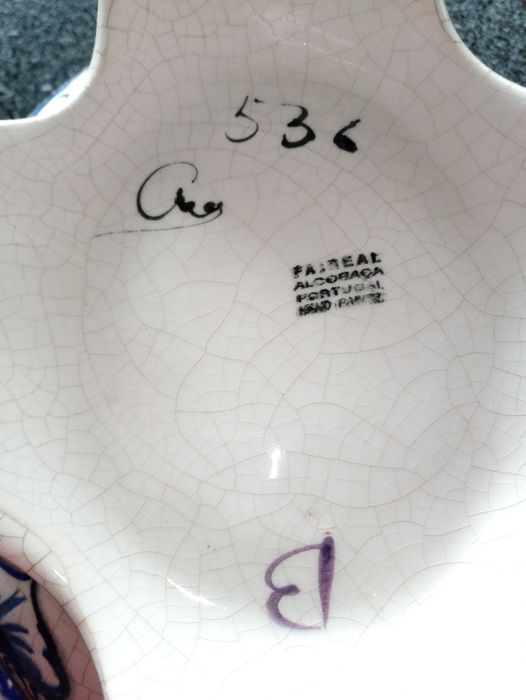 536
FAIREAL
ALCOBAÇA
PORTUGAL
HAND PAINTED
B